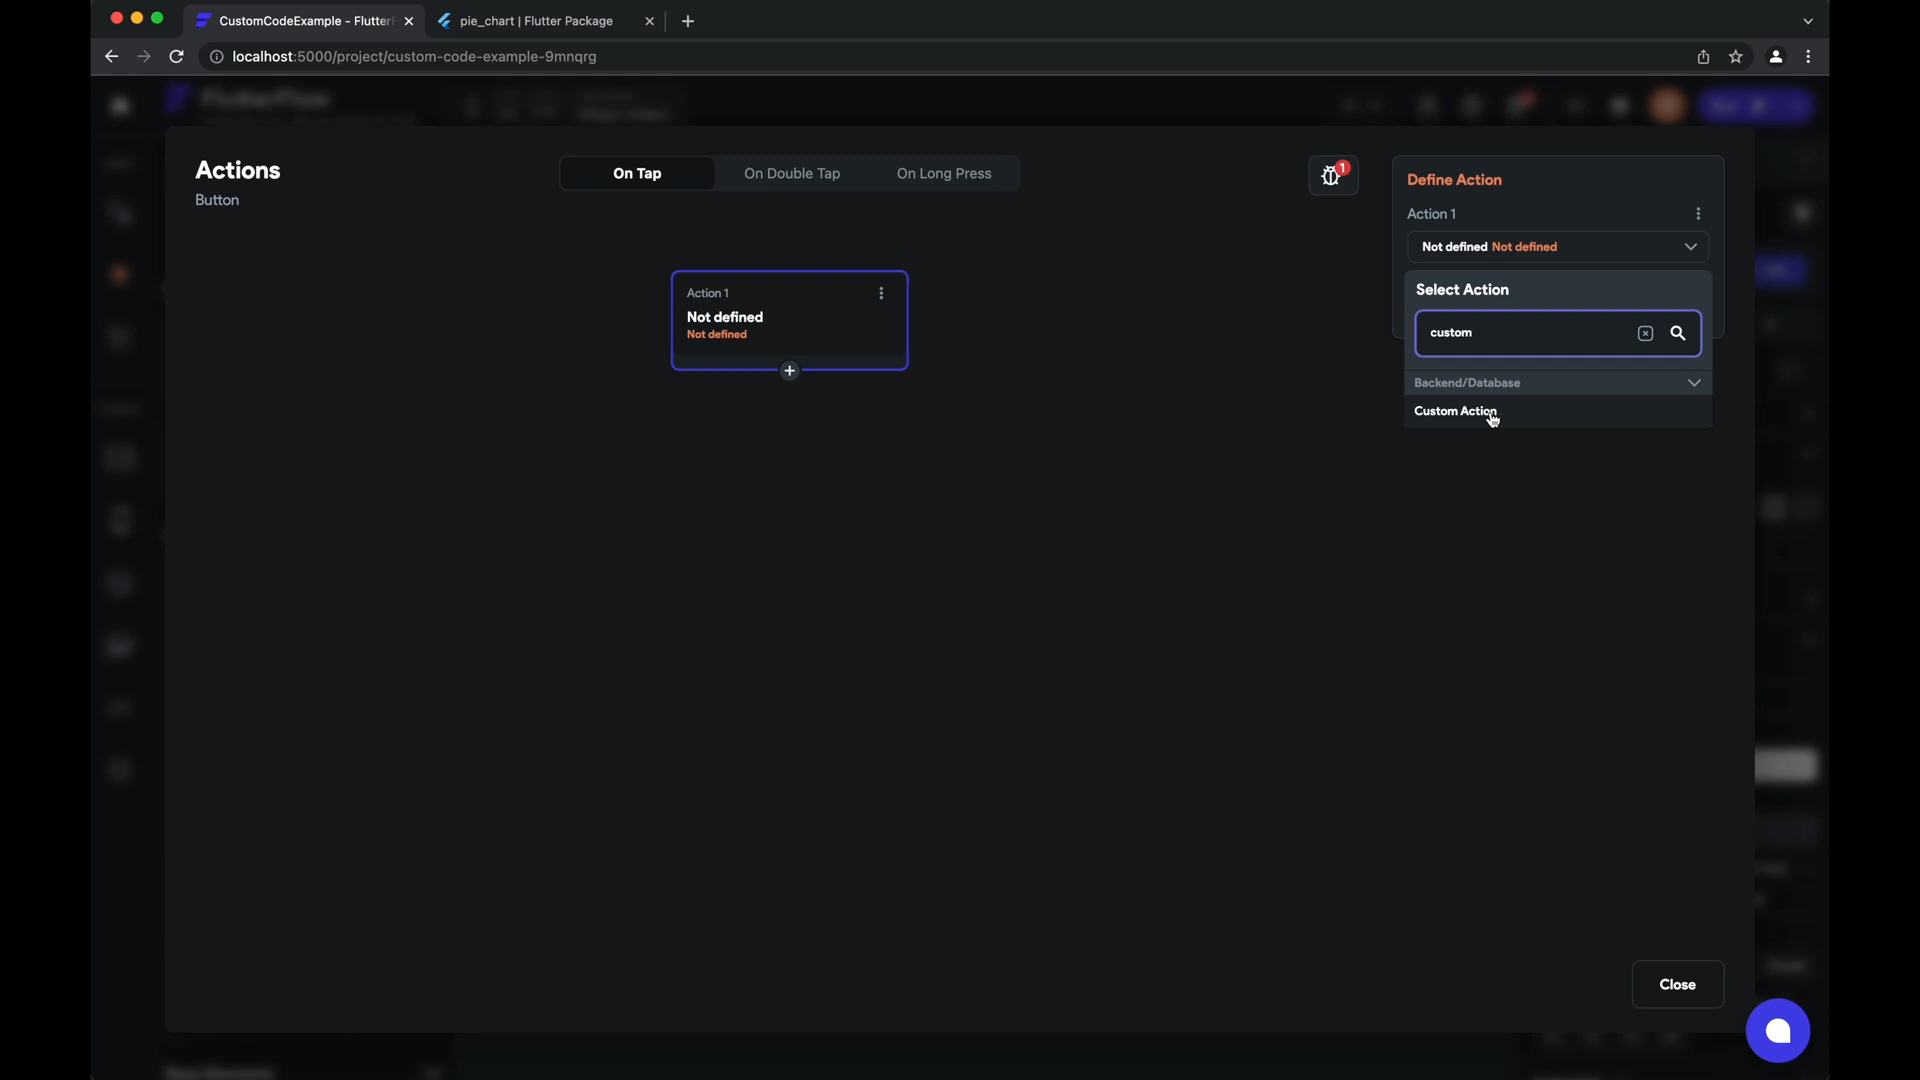 CustomCodeExample - FlutterF
pie_chart | Flutter Package
localhost:5000/project/custom-code-example-9mnqrg
FlutterFlow
Actions
Button
On Tap
On Double Tap
On Long Press
1
Define Action
Action 1
Not defined Not defined
Select Action
custom
Backend/Database
Custom Action
Action 1
Not defined
Not defined
Close